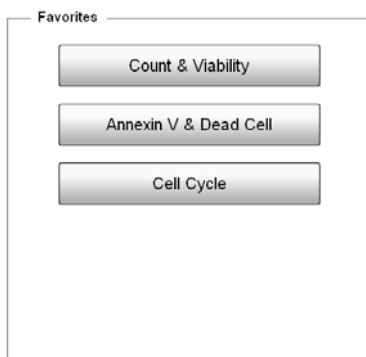 Favorites
Count & Viability
Annexin V & Dead Cell
Cell Cycle